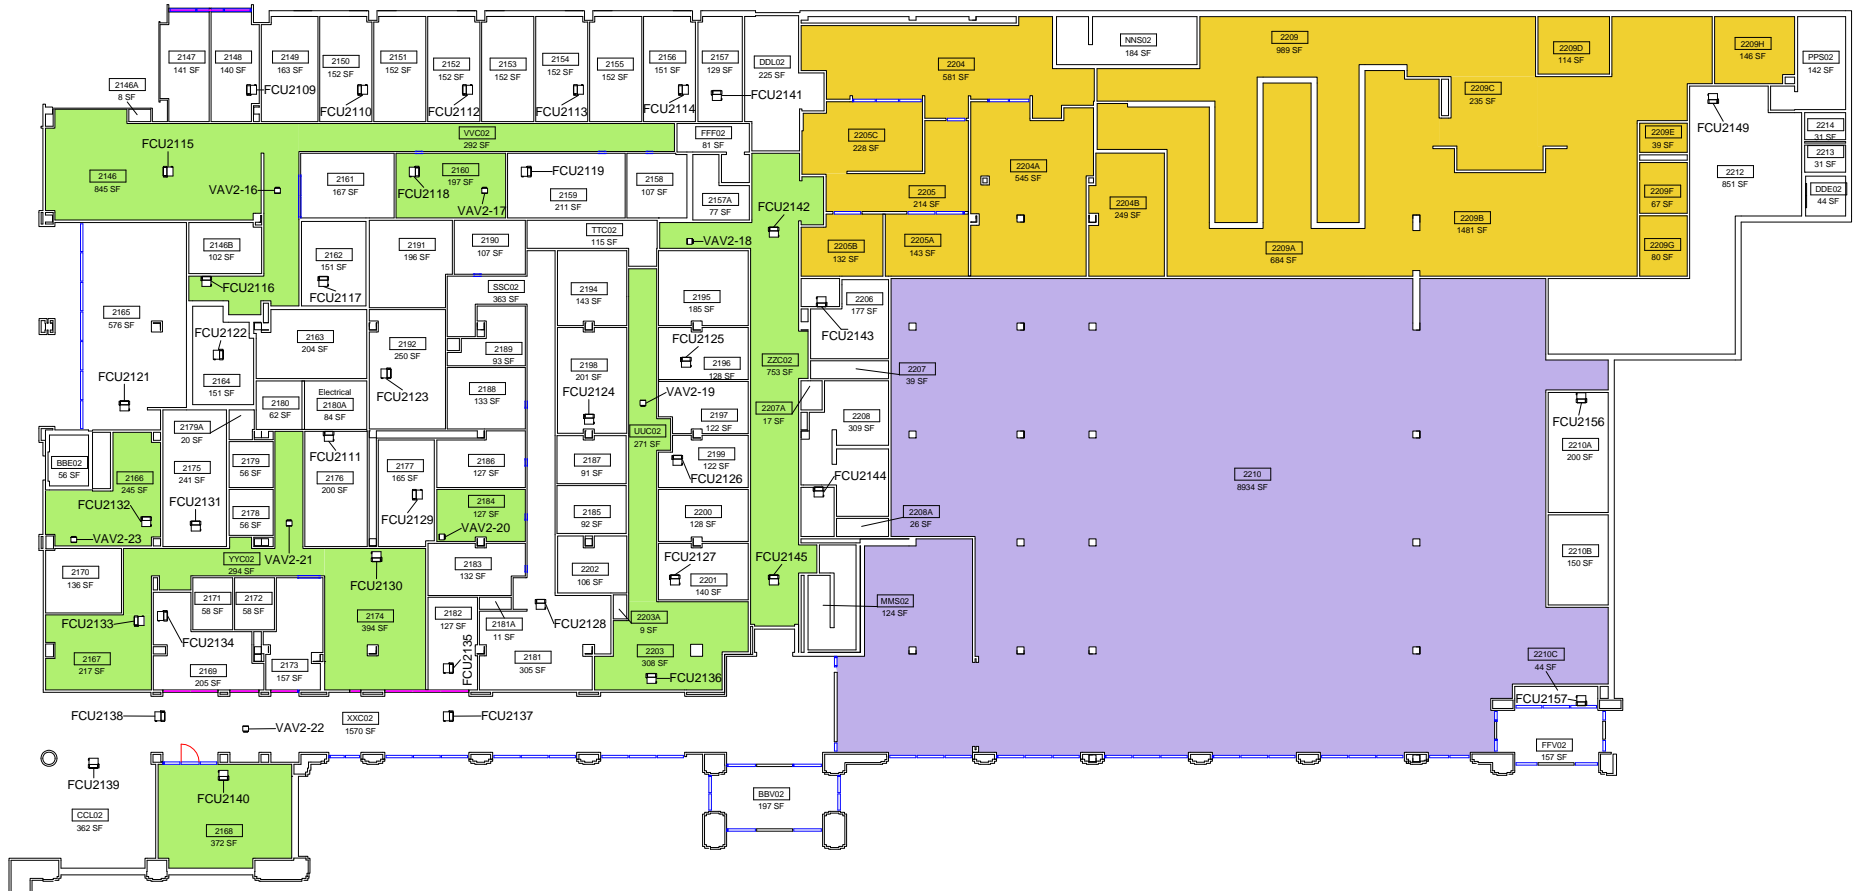 2147
141 SF
2148
140 SF
2149
163 SF
2150
152 SF
2151
152 SF
2152
152 SF
2153
152 SF
2154
152 SF
2155
152 SF
2156
151 SF
2157
129 SF
DDL02
225 SF
2204
581 SF
NNS02
184 SF
2209
989 SF
2209D
114 SF
2209H
146 SF
PPS02
142 SF
2146A
8 SF
FCU2109
FCU2110
FCU2112
FCU2113
FCU2114
FCU2141
2209C
235 SF
FCU2149
FCU2115
VVC02
292 SF
FFF02
81 SF
2205C
228 SF
2209E
39 SF
2214
31 SF
2213
31 SF
2146
845 SF
VAV2-16
2161
167 SF
2160
197 SF
FCU2118
VAV2-17
FCU2119
2159
211 SF
2158
107 SF
2157A
77 SF
2204A
545 SF
2205
214 SF
2204B
249 SF
2209F
67 SF
2212
851 SF
DDE02
44 SF
FCU2142
2209B
1481 SF
2146B
102 SF
2162
151 SF
2191
196 SF
2190
107 SF
TTC02
115 SF
VAV2-18
2205B
132 SF
2205A
143 SF
2209A
684 SF
2209G
80 SF
FCU2116
FCU2117
SSC02
363 SF
2194
143 SF
2195
185 SF
2206
177 SF
2165
576 SF
FCU2122
2163
204 SF
2192
250 SF
2189
93 SF
FCU2125
FCU2143
2164
151 SF
2198
201 SF
2196
128 SF
ZZC02
753 SF
2207
39 SF
FCU2121
2180
62 SF
Electrical
2180A
84 SF
FCU2123
2188
133 SF
FCU2124
VAV2-19
2197
122 SF
2207A
17 SF
2208
309 SF
FCU2156
2179A
20 SF
UUC02
271 SF
2210A
200 SF
BBE02
56 SF
2166
245 SF
2175
241 SF
2179
56 SF
FCU2111
2176
200 SF
2177
165 SF
2186
127 SF
2187
91 SF
2199
122 SF
FCU2126
FCU2144
2210
8934 SF
FCU2132
FCU2131
2178
56 SF
FCU2129
2184
127 SF
VAV2-20
2185
92 SF
2200
128 SF
2208A
26 SF
VAV2-23
YYC02
294 SF
VAV2-21
FCU2127
FCU2145
2210B
150 SF
2170
136 SF
FCU2130
2183
132 SF
2202
106 SF
2201
140 SF
2171
58 SF
2172
58 SF
FCU2133
FCU2134
2174
394 SF
2182
127 SF
2181A
11 SF
FCU2128
2203A
9 SF
MMS02
124 SF
2167
217 SF
2169
205 SF
2173
157 SF
FCU2135
2181
305 SF
2203
308 SF
FCU2136
2210C
44 SF
FCU2157
FCU2138
VAV2-22
XXC02
1570 SF
FCU2137
FFV02
157 SF
FCU2139
FCU2140
BBV02
197 SF
CCL02
362 SF
2168
372 SF